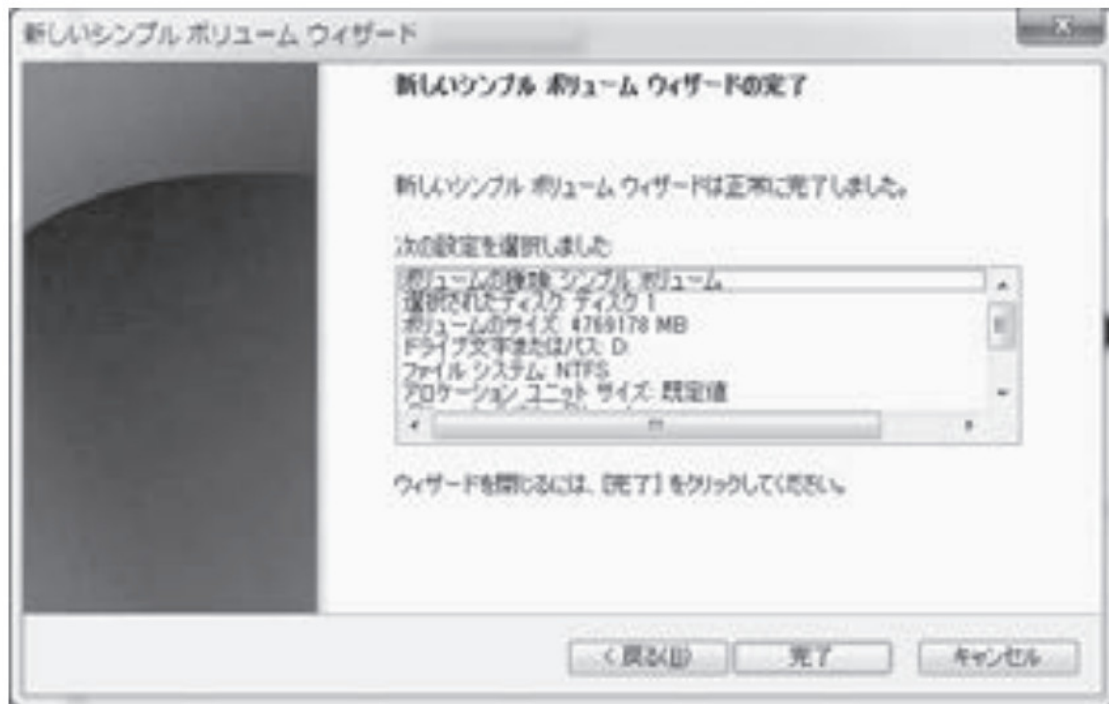 新しいシンプル ボリューム ウィザード
新しいシンプル ボリューム ウィザードの完了
新しいシンプル ボリューム ウィザードは正常に完了しました。
次の設定を選択しました:
ボリュームの種類: シンプル ボリューム
選択されたディスク: ディスク 1
ボリュームのサイズ: 4769178 MB
ドライブ文字またはパス: D:
ファイル システム: NTFS
アロケーション ユニット サイズ: 既定値
ウィザードを閉じるには、[完了] をクリックしてください。
< 戻る(B)
完了
キャンセル